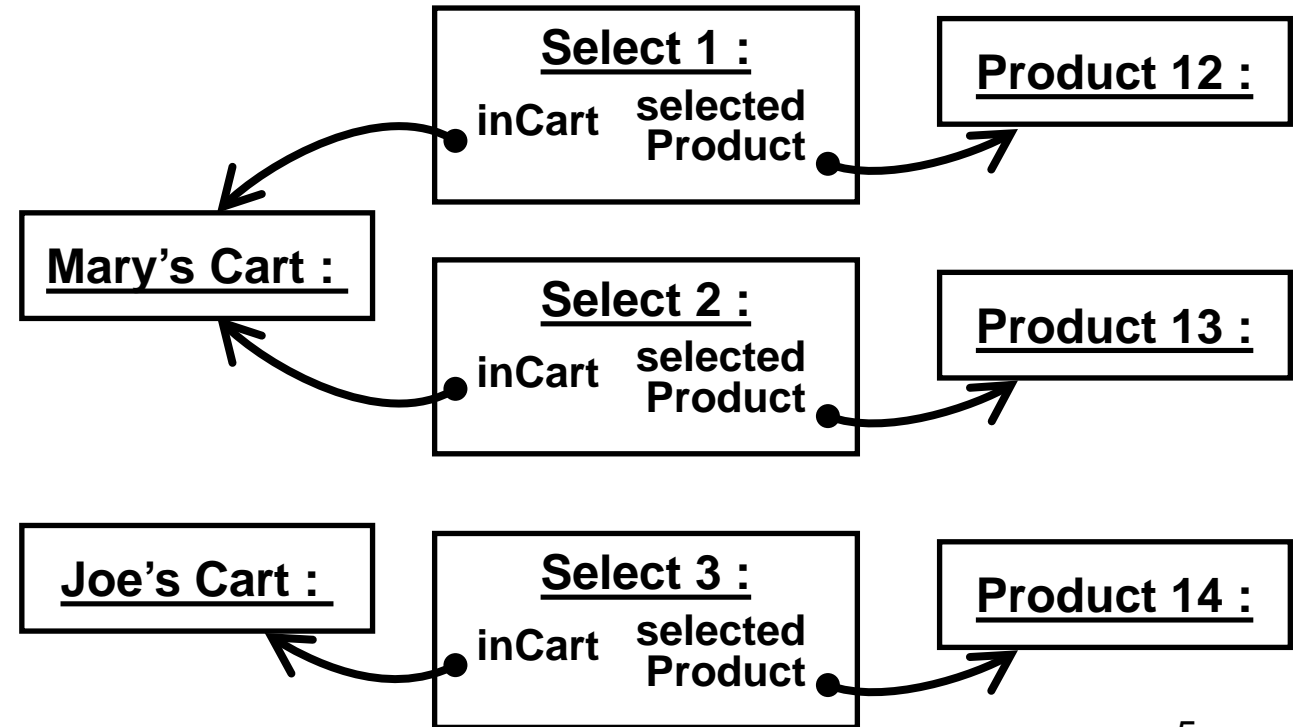 Select 1 :
inCart
selected
Product
Product 12 :
Mary’s Cart :
Select 2 :
inCart
selected
Product
Product 13 :
Joe’s Cart :
Select 3 :
inCart
selected
Product
Product 14 :